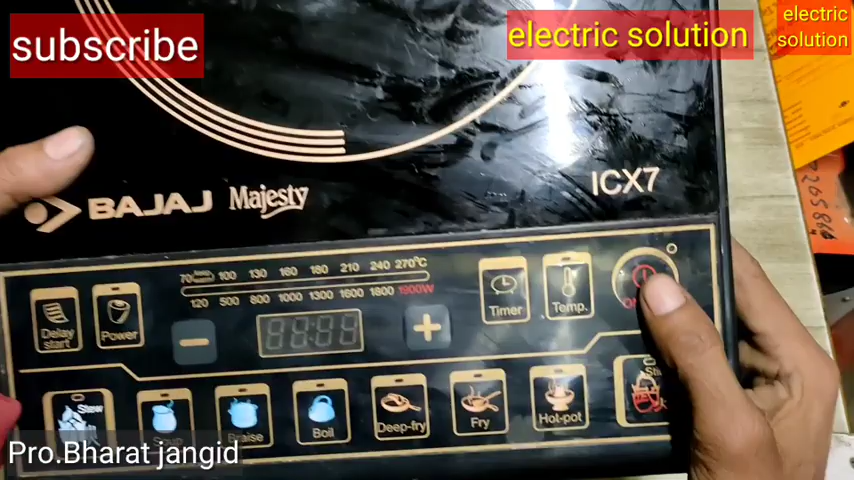 subscribe
electric solution
electric
solution
BAJAJ Majesty
ICX7
70 100 130 160 180 210 240 270°C
120 500 800 1000 1300 1600 1800
Delay
start
Power
Timer
Temp.
Stew
Soup
Braise
Boil
Deep-fry
Fry
Hot-pot
Pro.Bharat jangid